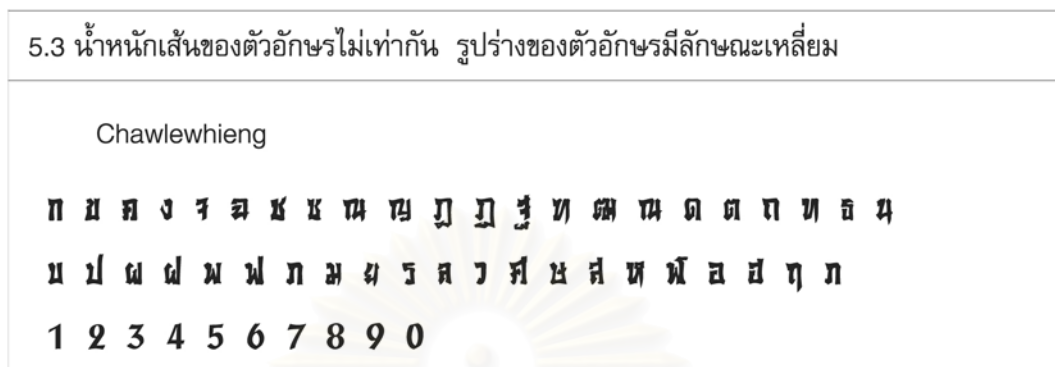 5.3 น้ำหนักเส้นของตัวอักษรไม่เท่ากัน รูปร่างของตัวอักษรมีลักษณะเหลี่ยม
Chawlewhieng
ก ข ค ง จ ฉ ช ซ ฌ ญ ฎ ฏ ฐ ฑ ฒ ณ ด ต ถ ท ธ น
บ ป ผ ฝ พ ฟ ภ ม ย ร ล ว ศ ษ ส ห ฬ อ ฮ ฤ ภ
1 2 3 4 5 6 7 8 9 0